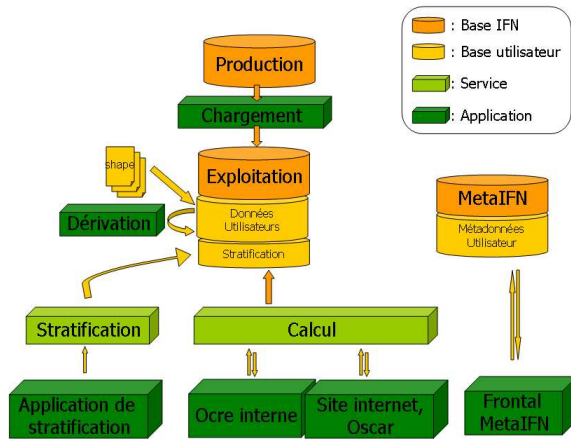 Production
Chargement
: Base IFN
: Base utilisateur
: Service
: Application
shape
Exploitation
Dérivation
Données
Utilisateurs
Stratification
MetaIFN
Métadonnées
Utilisateur
Stratification
Calcul
Application de
stratification
Ocre interne
Site internet,
Oscar
Frontal
MetaIFN